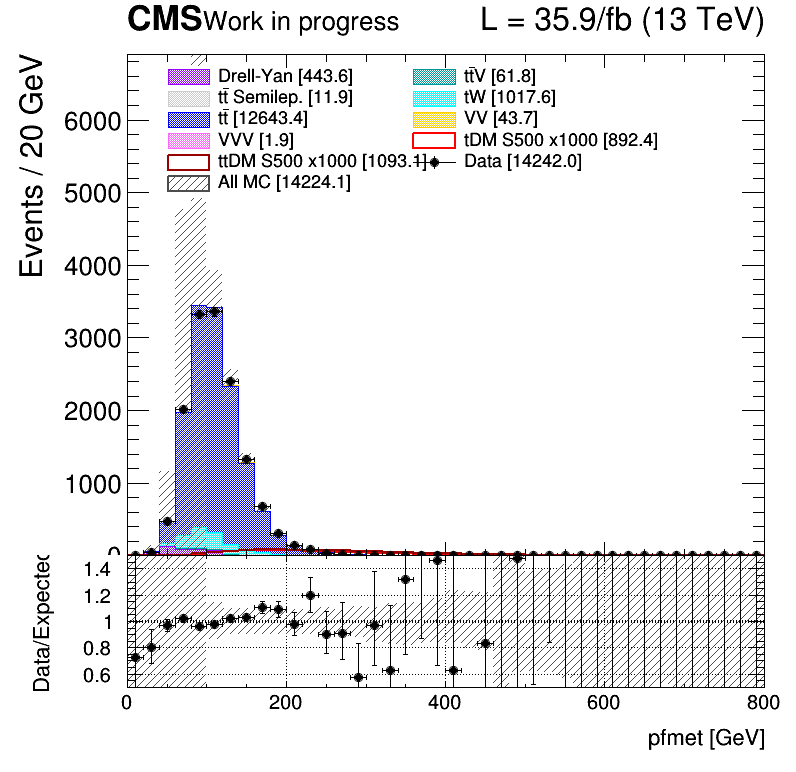 CMS Work in progress L = 35.9/fb (13 TeV)
Events / 20 GeV
Drell-Yan [443.6] tt̄V [61.8]
tt̄ Semilep. [11.9] tW [1017.6]
tt̄ [12643.4] VV [43.7]
VVV [1.9] tDM S500 x1000 [892.4]
ttDM S500 x1000 [1093.1] Data [14242.0]
All MC [14224.1]
6000
5000
4000
3000
2000
1000
0
Data/Expected
1.4
1.2
1
0.8
0.6
0 200 400 600 800
pfmet [GeV]